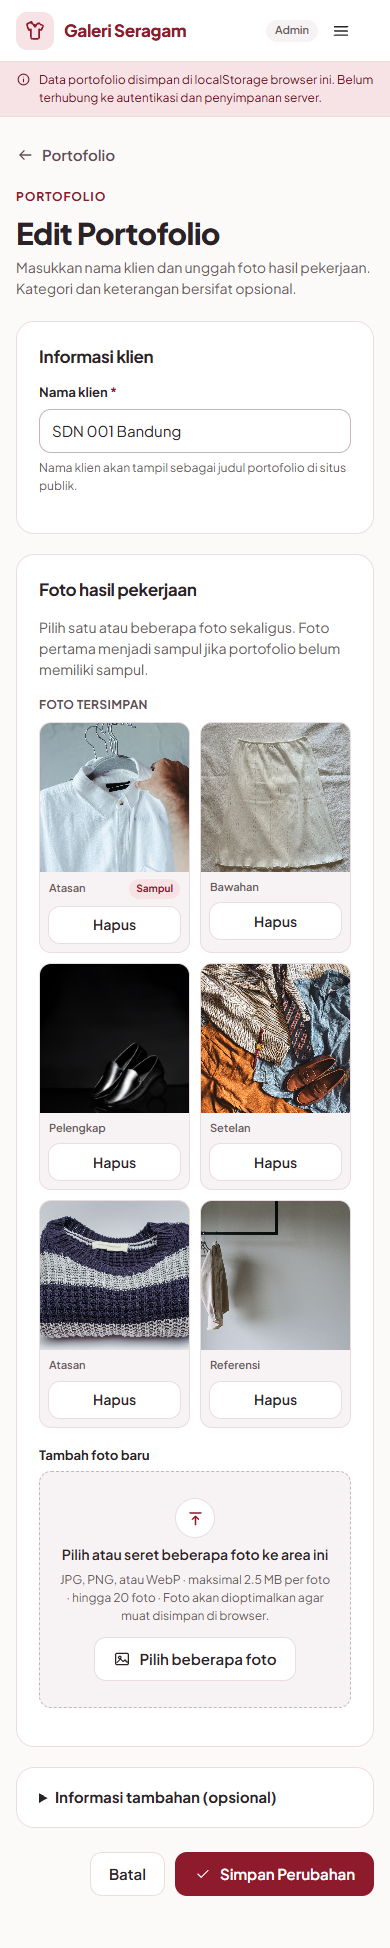 Galeri Seragam
Admin
Data portofolio disimpan di localStorage browser ini. Belum
terhubung ke autentikasi dan penyimpanan server.
Portofolio
PORTOFOLIO
Edit Portofolio
Masukkan nama klien dan unggah foto hasil pekerjaan.
Kategori dan keterangan bersifat opsional.
Informasi klien
Nama klien *
SDN 001 Bandung
Nama klien akan tampil sebagai judul portofolio di situs
publik.
Foto hasil pekerjaan
Pilih satu atau beberapa foto sekaligus. Foto
pertama menjadi sampul jika portofolio belum
memiliki sampul.
FOTO TERSIMPAN
Atasan
Sampul
Hapus
Bawahan
Hapus
Pelengkap
Hapus
Setelan
Hapus
Atasan
Hapus
Referensi
Hapus
Tambah foto baru
Pilih atau seret beberapa foto ke area ini
JPG, PNG, atau WebP · maksimal 2.5 MB per foto
· hingga 20 foto · Foto akan dioptimalkan agar
muat disimpan di browser.
Pilih beberapa foto
Informasi tambahan (opsional)
Batal
Simpan Perubahan